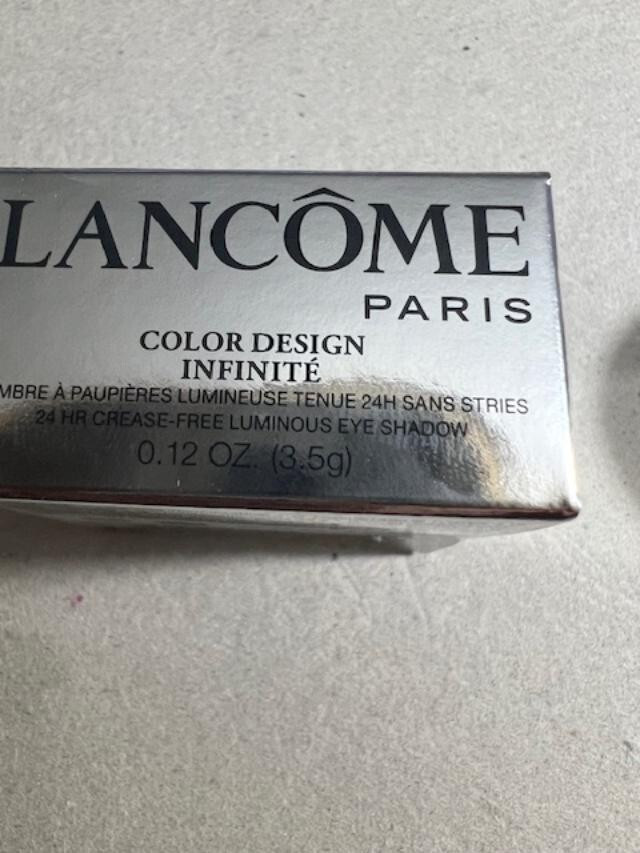 LANCÔME
PARIS
COLOR DESIGN
INFINITÉ
MBRE À PAUPIÈRES LUMINEUSE TENUE 24H SANS STRIES
24 HR CREASE-FREE LUMINOUS EYE SHADOW
0.12 OZ. (3.5g)